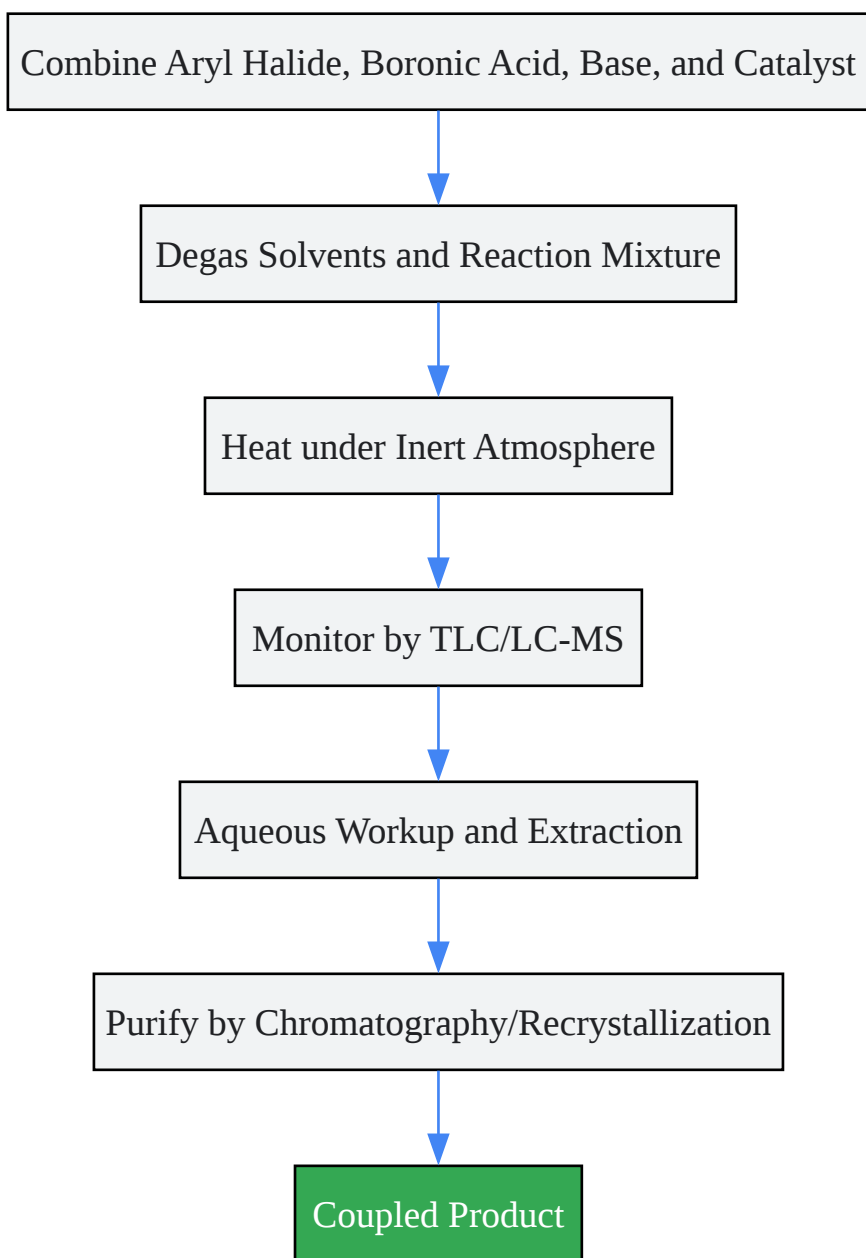 Combine Aryl Halide, Boronic Acid, Base, and Catalyst
Degas Solvents and Reaction Mixture
Heat under Inert Atmosphere
Monitor by TLC/LC-MS
Aqueous Workup and Extraction
Purify by Chromatography/Recrystallization
Coupled Product